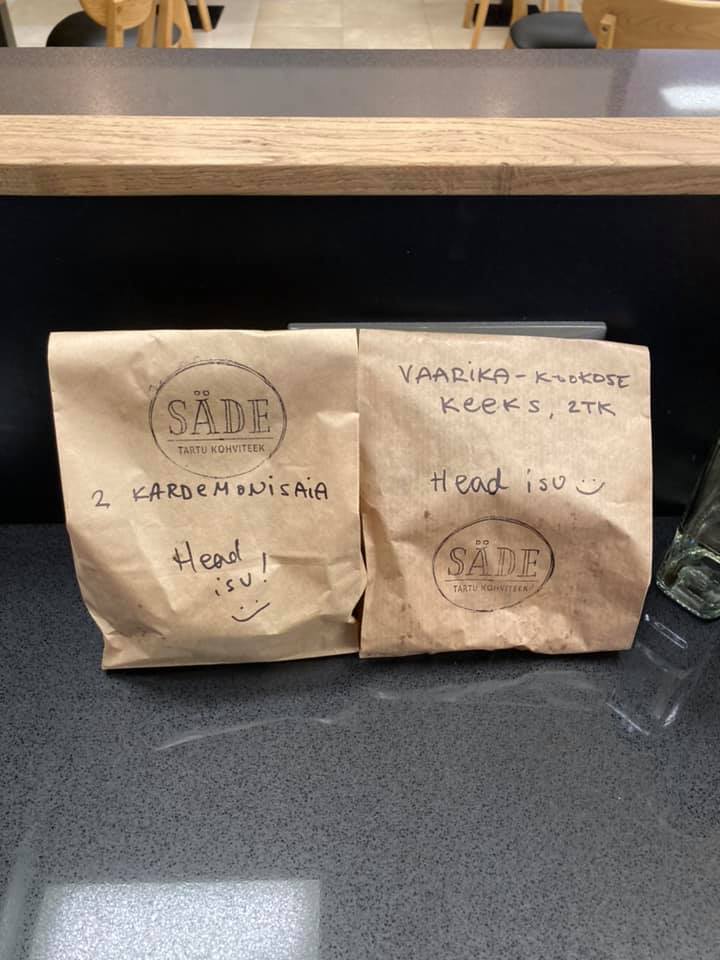 SÄDE
TARTU KOHVITEEK
2 KARDEMONISAIA
Head
isu!
VAARIKA-KOOKOSE
KEEKS, 2TK
Head isu
SÄDE
TARTU KOHVITEEK